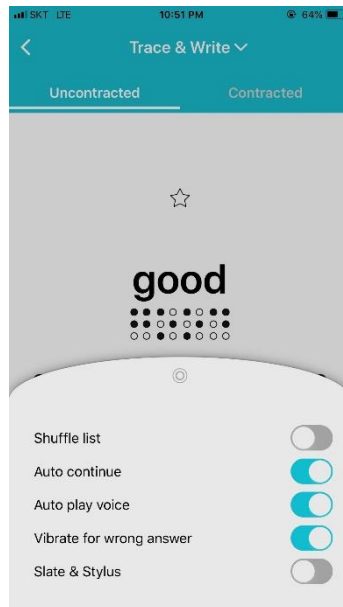 SKT LTE 10:51 PM 64%
Trace & Write
Uncontracted Contracted
good
Shuffle list
Auto continue
Auto play voice
Vibrate for wrong answer
Slate & Stylus